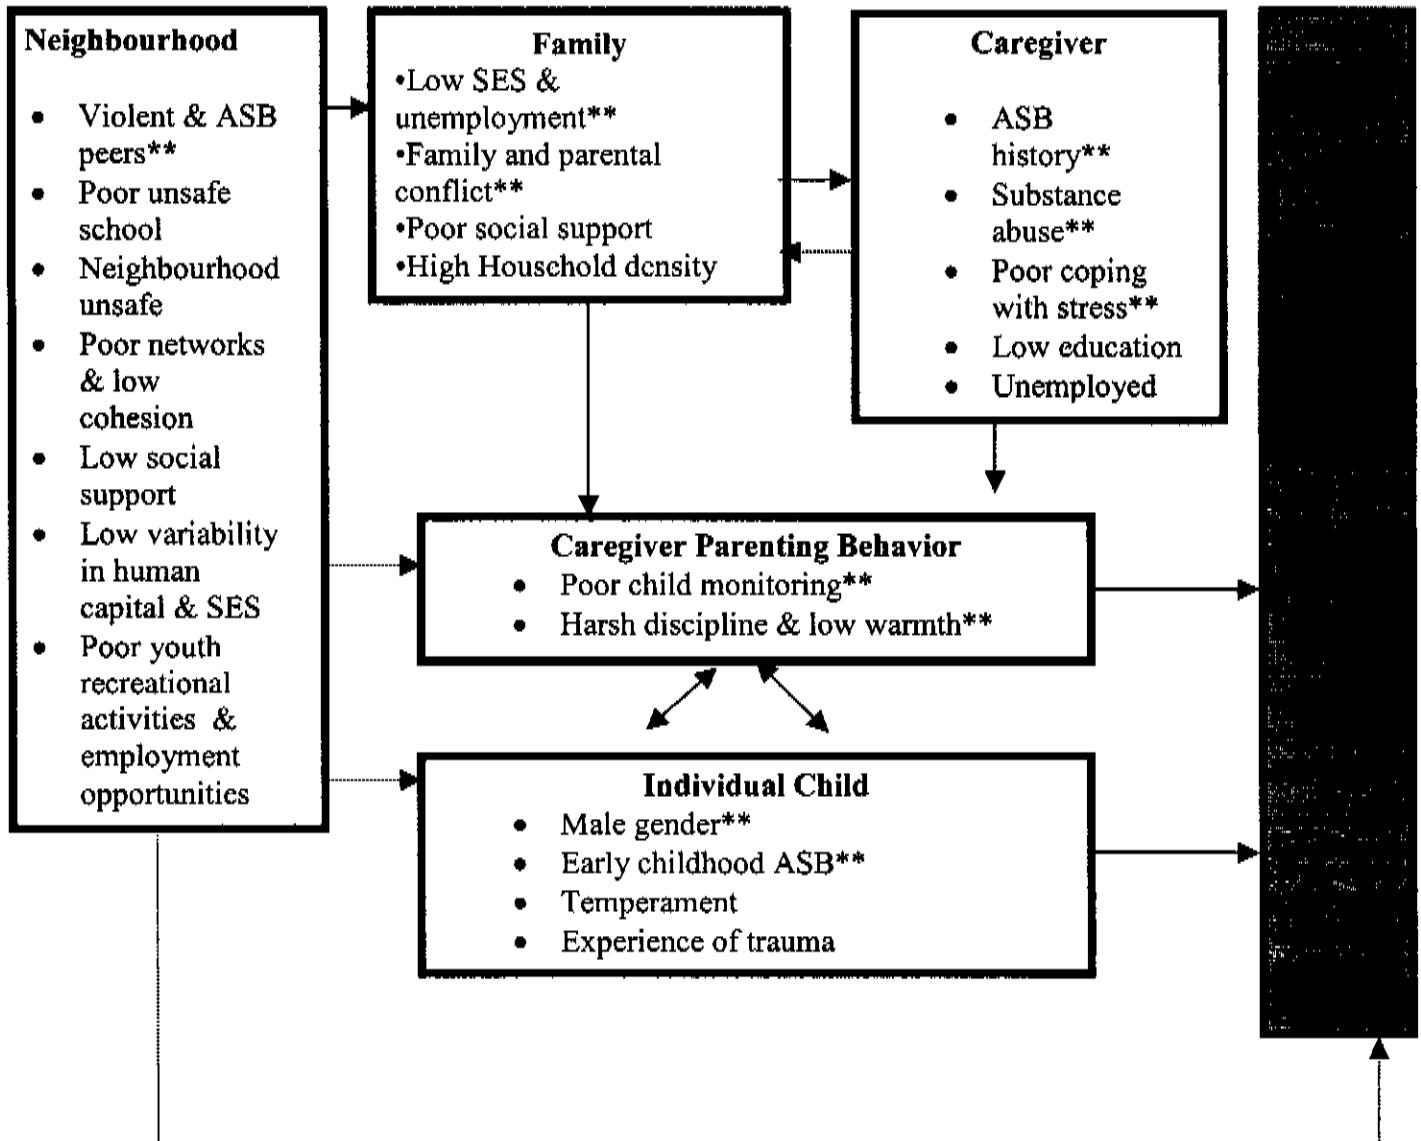 Neighbourhood
• Violent & ASB
peers**
• Poor unsafe
school
• Neighbourhood
unsafe
• Poor networks
& low
cohesion
• Low social
support
• Low variability
in human
capital & SES
• Poor youth
recreational
activities &
employment
opportunities
Family
•Low SES &
unemployment**
•Family and parental
conflict**
•Poor social support
•High Household density
Caregiver
• ASB
history**
• Substance
abuse**
• Poor coping
with stress**
• Low education
• Unemployed
Caregiver Parenting Behavior
• Poor child monitoring**
• Harsh discipline & low warmth**
Individual Child
• Male gender**
• Early childhood ASB**
• Temperament
• Experience of trauma